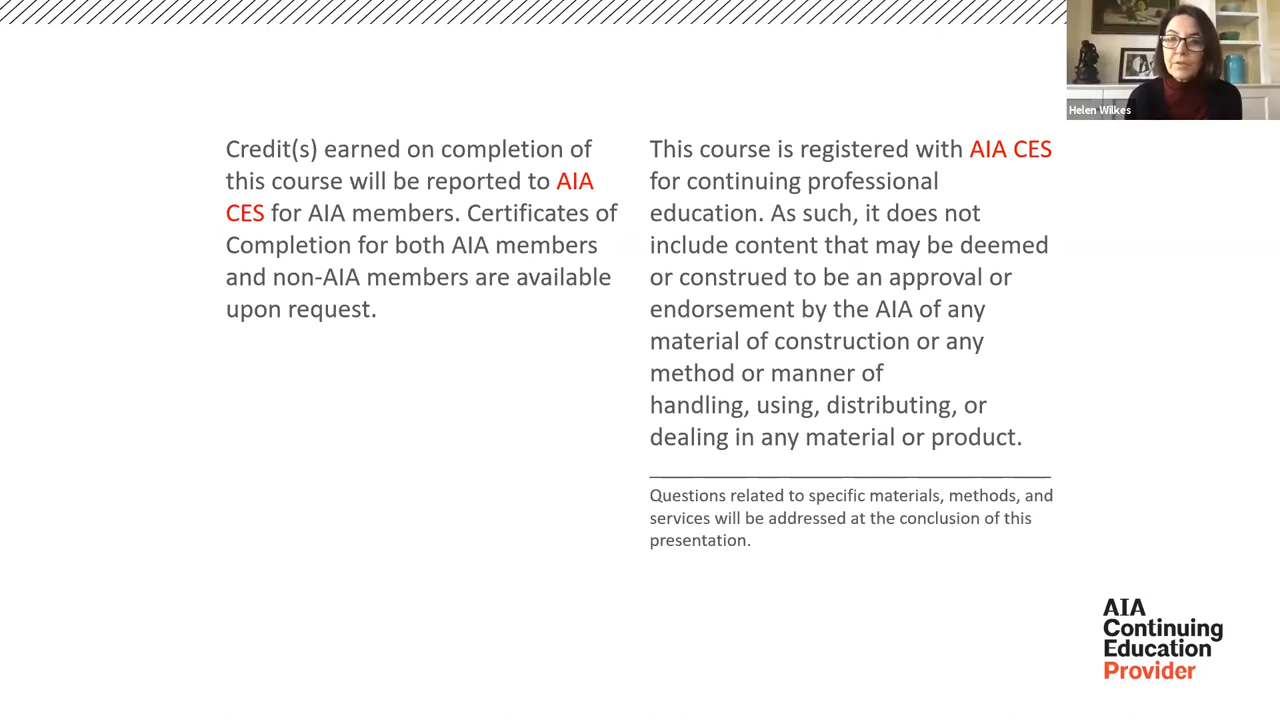 Helen Wilkes
Credit(s) earned on completion of
this course will be reported to AIA
CES for AIA members. Certificates of
Completion for both AIA members
and non-AIA members are available
upon request.
This course is registered with AIA CES
for continuing professional
education. As such, it does not
include content that may be deemed
or construed to be an approval or
endorsement by the AIA of any
material of construction or any
method or manner of
handling, using, distributing, or
dealing in any material or product.
Questions related to specific materials, methods, and
services will be addressed at the conclusion of this
presentation.
AIA
Continuing
Education
Provider